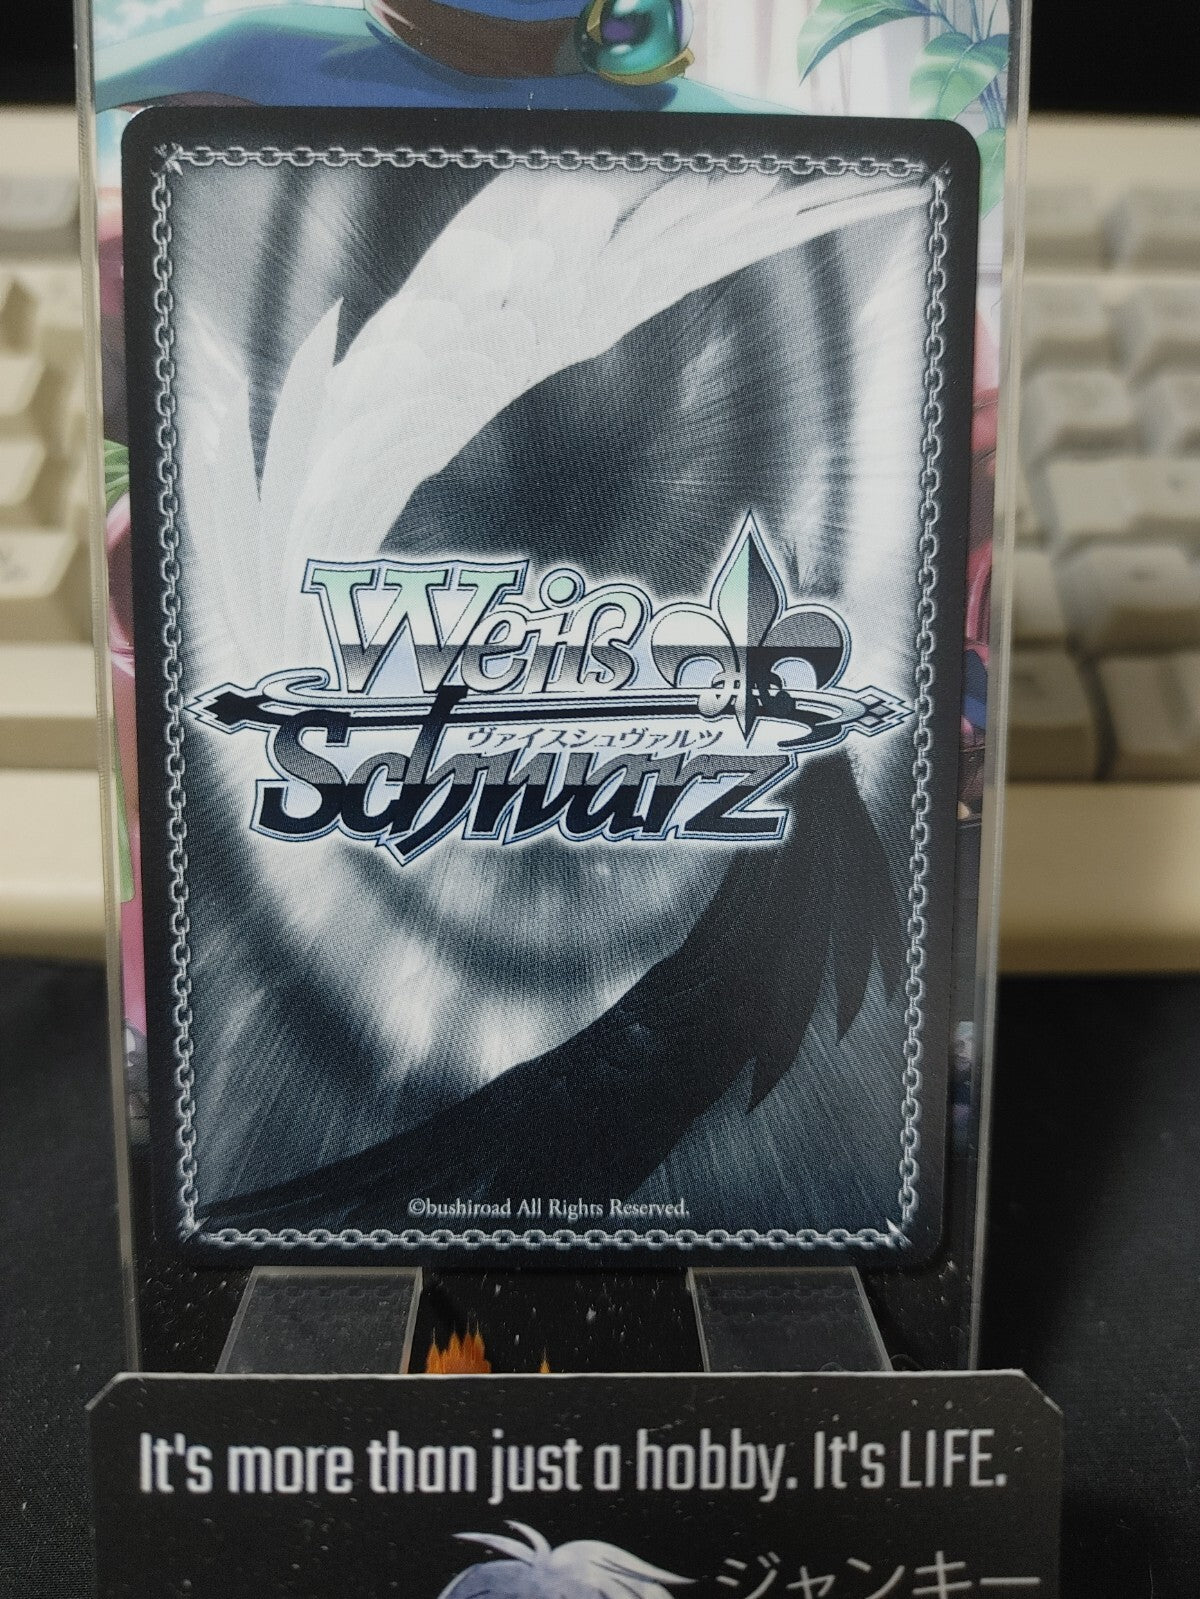 Weiß
ヴァイスシュヴァルツ
Schwarz
©bushiroad All Rights Reserved.
It's more than just a hobby. It's LIFE.
ジャンキー